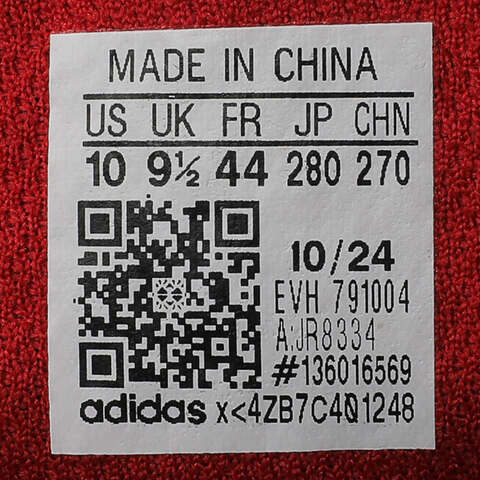 MADE IN CHINA
US UK FR JP CHN
10 9½ 44 280 270
10/24
EVH 791004
A:JR8334
#136016569
adidas x<4ZB7C4Q1248